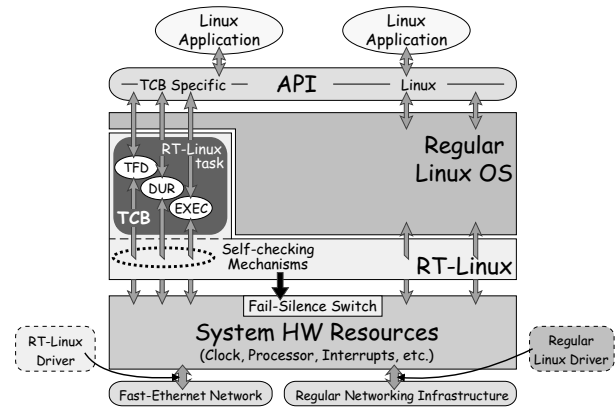 Linux
Application
Linux
Application
TCB Specific
API
Linux
RT-Linux
task
TFD
DUR
EXEC
TCB
Regular
Linux OS
Self-checking
Mechanisms
RT-Linux
Fail-Silence Switch
System HW Resources
(Clock, Processor, Interrupts, etc.)
RT-Linux
Driver
Regular
Linux Driver
Fast-Ethernet Network
Regular Networking Infrastructure